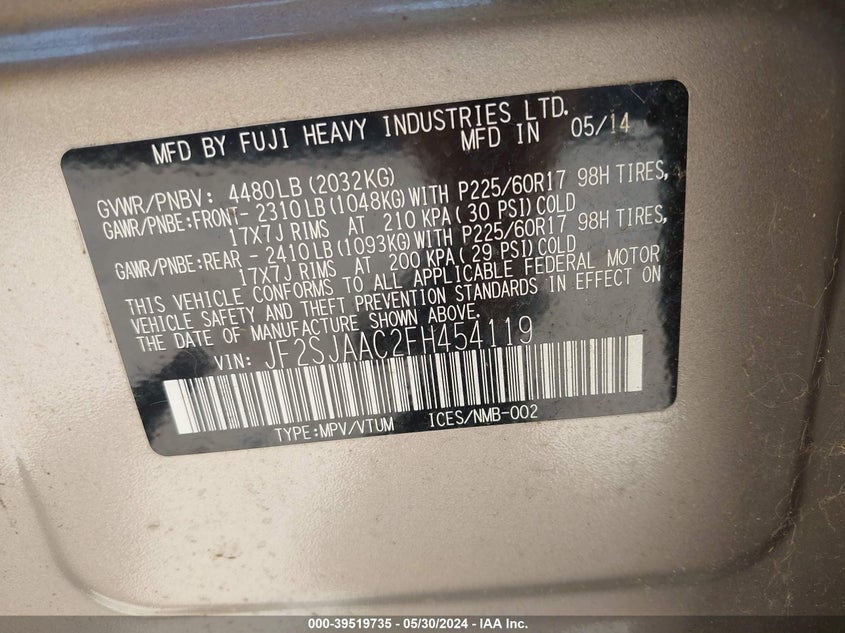 MFD BY FUJI HEAVY INDUSTRIES LTD.
MFD IN 05/14
GVWR/PNBV: 4480LB(2032KG)
GAWR/PNBE:FRONT-2310LB(1048KG)WITH P225/60R17 98H TIRES,
17X7J RIMS AT 210 KPA(30 PSI)COLD
GAWR/PNBE:REAR -2410LB(1093KG)WITH P225/60R17 98H TIRES,
17X7J RIMS AT 200 KPA(29 PSI)COLD
THIS VEHICLE CONFORMS TO ALL APPLICABLE FEDERAL MOTOR
VEHICLE SAFETY AND THEFT PREVENTION STANDARDS IN EFFECT ON
THE DATE OF MANUFACTURE SHOWN ABOVE.
VIN: JF2SJAAC2FH454119
TYPE:MPV/VTUM ICES/NMB-002
000-39519735 - 05/30/2024 - IAA Inc.